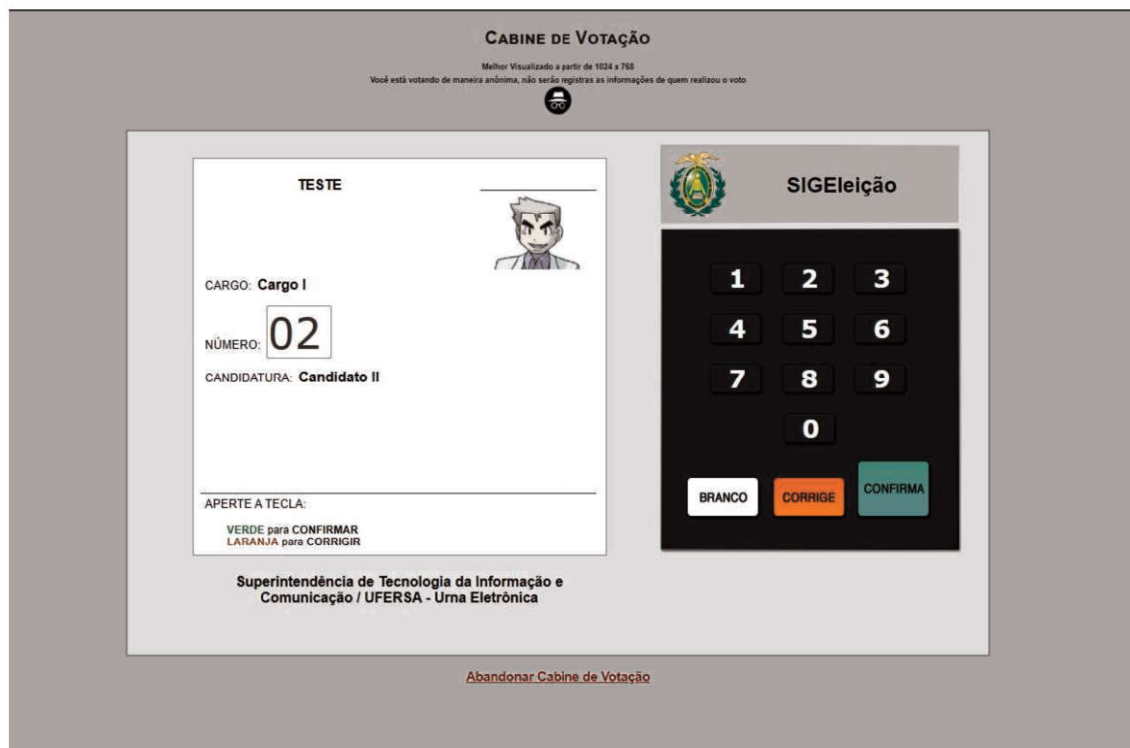 CABINE DE VOTAÇÃO
Melhor Visualizado a partir de 1024 x 768
Você está votando de maneira anônima, não serão registras as informações de quem realizou o voto
TESTE
CARGO: Cargo I
NÚMERO: 02
CANDIDATURA: Candidato II
APERTE A TECLA:
VERDE para CONFIRMAR
LARANJA para CORRIGIR
Superintendência de Tecnologia da Informação e
Comunicação / UFERSA - Urna Eletrônica
SIGEleição
1 2 3
4 5 6
7 8 9
0
BRANCO CORRIGE CONFIRMA
Abandonar Cabine de Votação